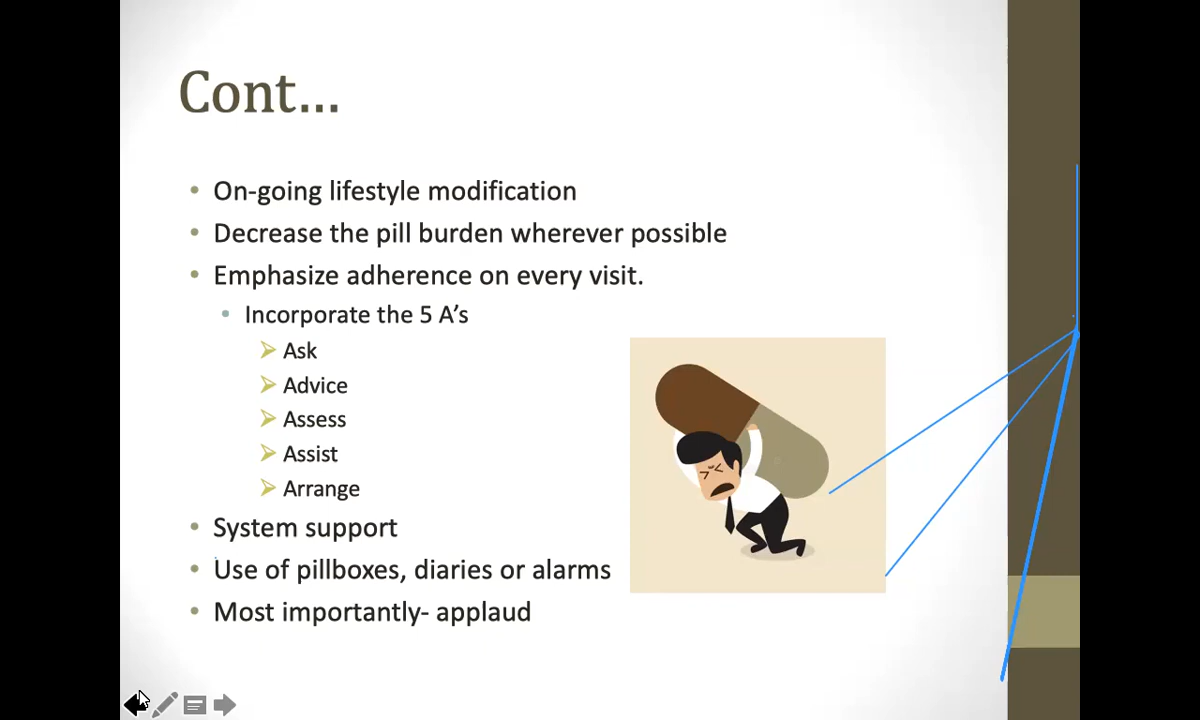 Cont...
On-going lifestyle modification
Decrease the pill burden wherever possible
Emphasize adherence on every visit.
Incorporate the 5 A’s
Ask
Advice
Assess
Assist
Arrange
System support
Use of pillboxes, diaries or alarms
Most importantly- applaud